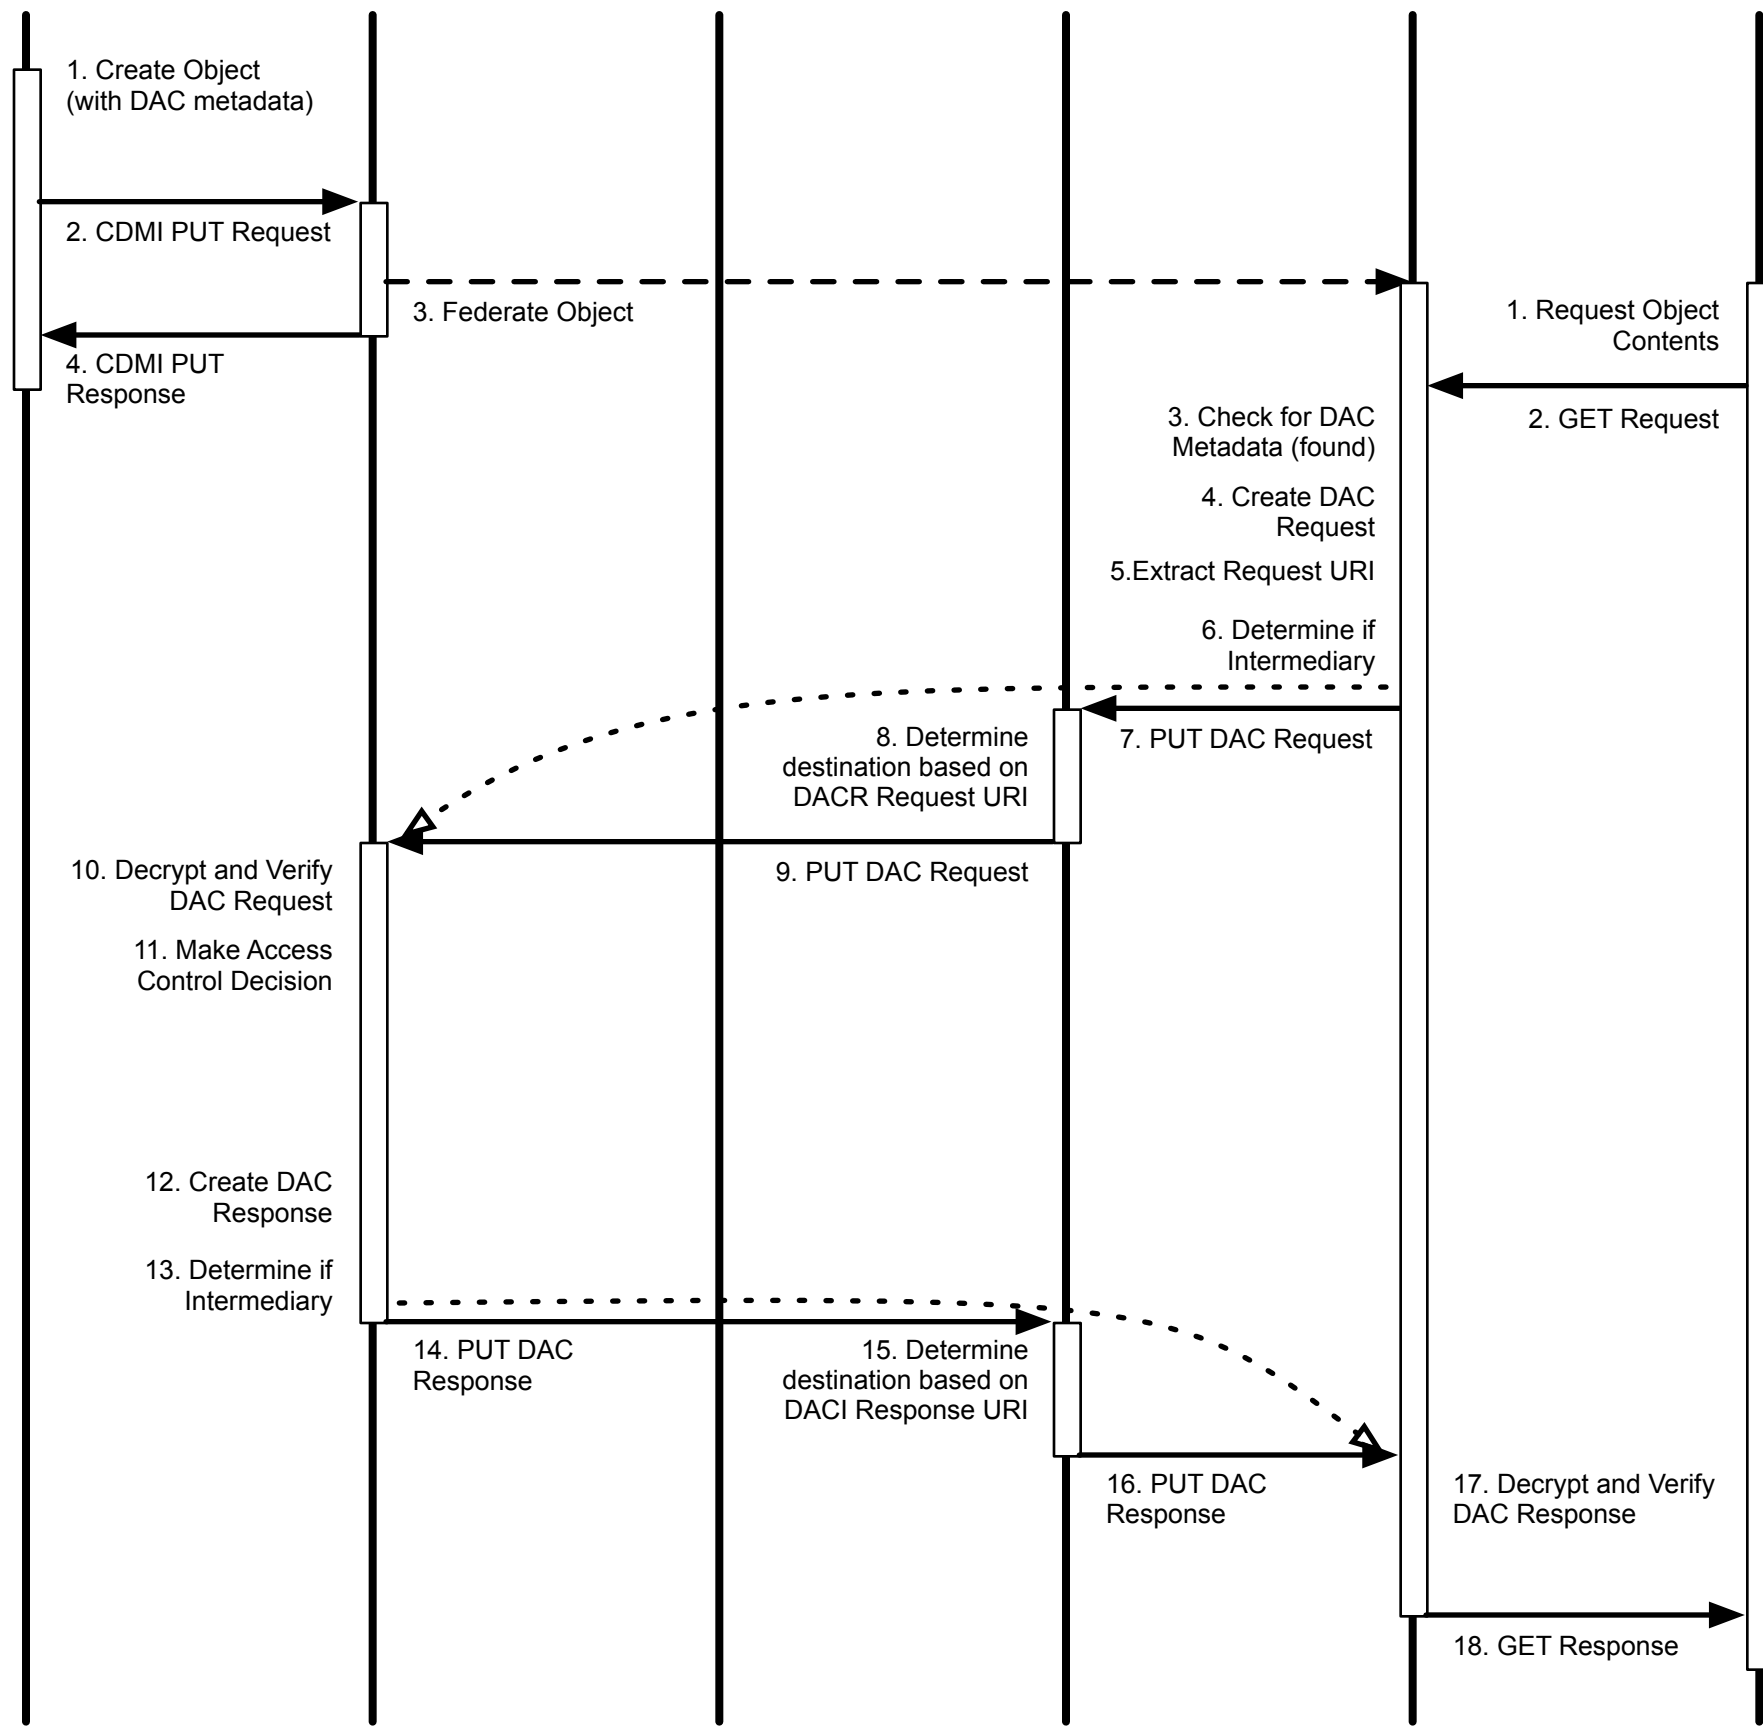 1. Create Object
(with DAC metadata)
2. CDMI PUT Request
3. Federate Object
4. CDMI PUT
Response
1. Request Object
Contents
2. GET Request
3. Check for DAC
Metadata (found)
4. Create DAC
Request
5.Extract Request URI
6. Determine if
Intermediary
7. PUT DAC Request
8. Determine
destination based on
DACR Request URI
9. PUT DAC Request
10. Decrypt and Verify
DAC Request
11. Make Access
Control Decision
12. Create DAC
Response
13. Determine if
Intermediary
14. PUT DAC
Response
15. Determine
destination based on
DACI Response URI
16. PUT DAC
Response
17. Decrypt and Verify
DAC Response
18. GET Response